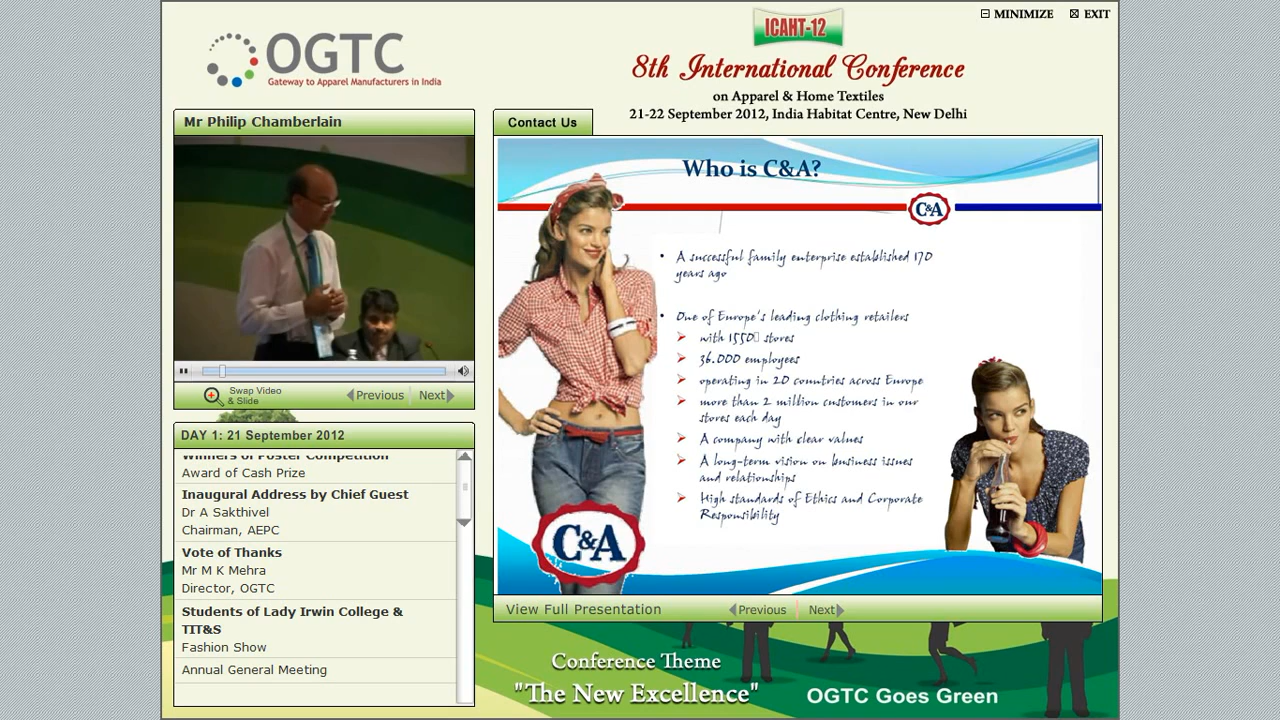 MINIMIZE EXIT
OGTC
Gateway to Apparel Manufacturers in India
ICAHT-12
8th International Conference
on Apparel & Home Textiles
21-22 September 2012, India Habitat Centre, New Delhi
Mr Philip Chamberlain
Swap Video
& Slide
Previous Next
DAY 1: 21 September 2012
Winners of Poster Competition
Award of Cash Prize
Inaugural Address by Chief Guest
Dr A Sakthivel
Chairman, AEPC
Vote of Thanks
Mr M K Mehra
Director, OGTC
Students of Lady Irwin College &
TIT&S
Fashion Show
Annual General Meeting
Contact Us
Who is C&A?
C&A
• A successful family enterprise established 170
years ago
• One of Europe's leading clothing retailers
with 1550 stores
36.000 employees
operating in 20 countries across Europe
more than 2 million customers in our
stores each day
A company with clear values
A long-term vision on business issues
and relationships
High standards of Ethics and Corporate
Responsibility
C&A
View Full Presentation Previous Next
Conference Theme
"The New Excellence"
OGTC Goes Green